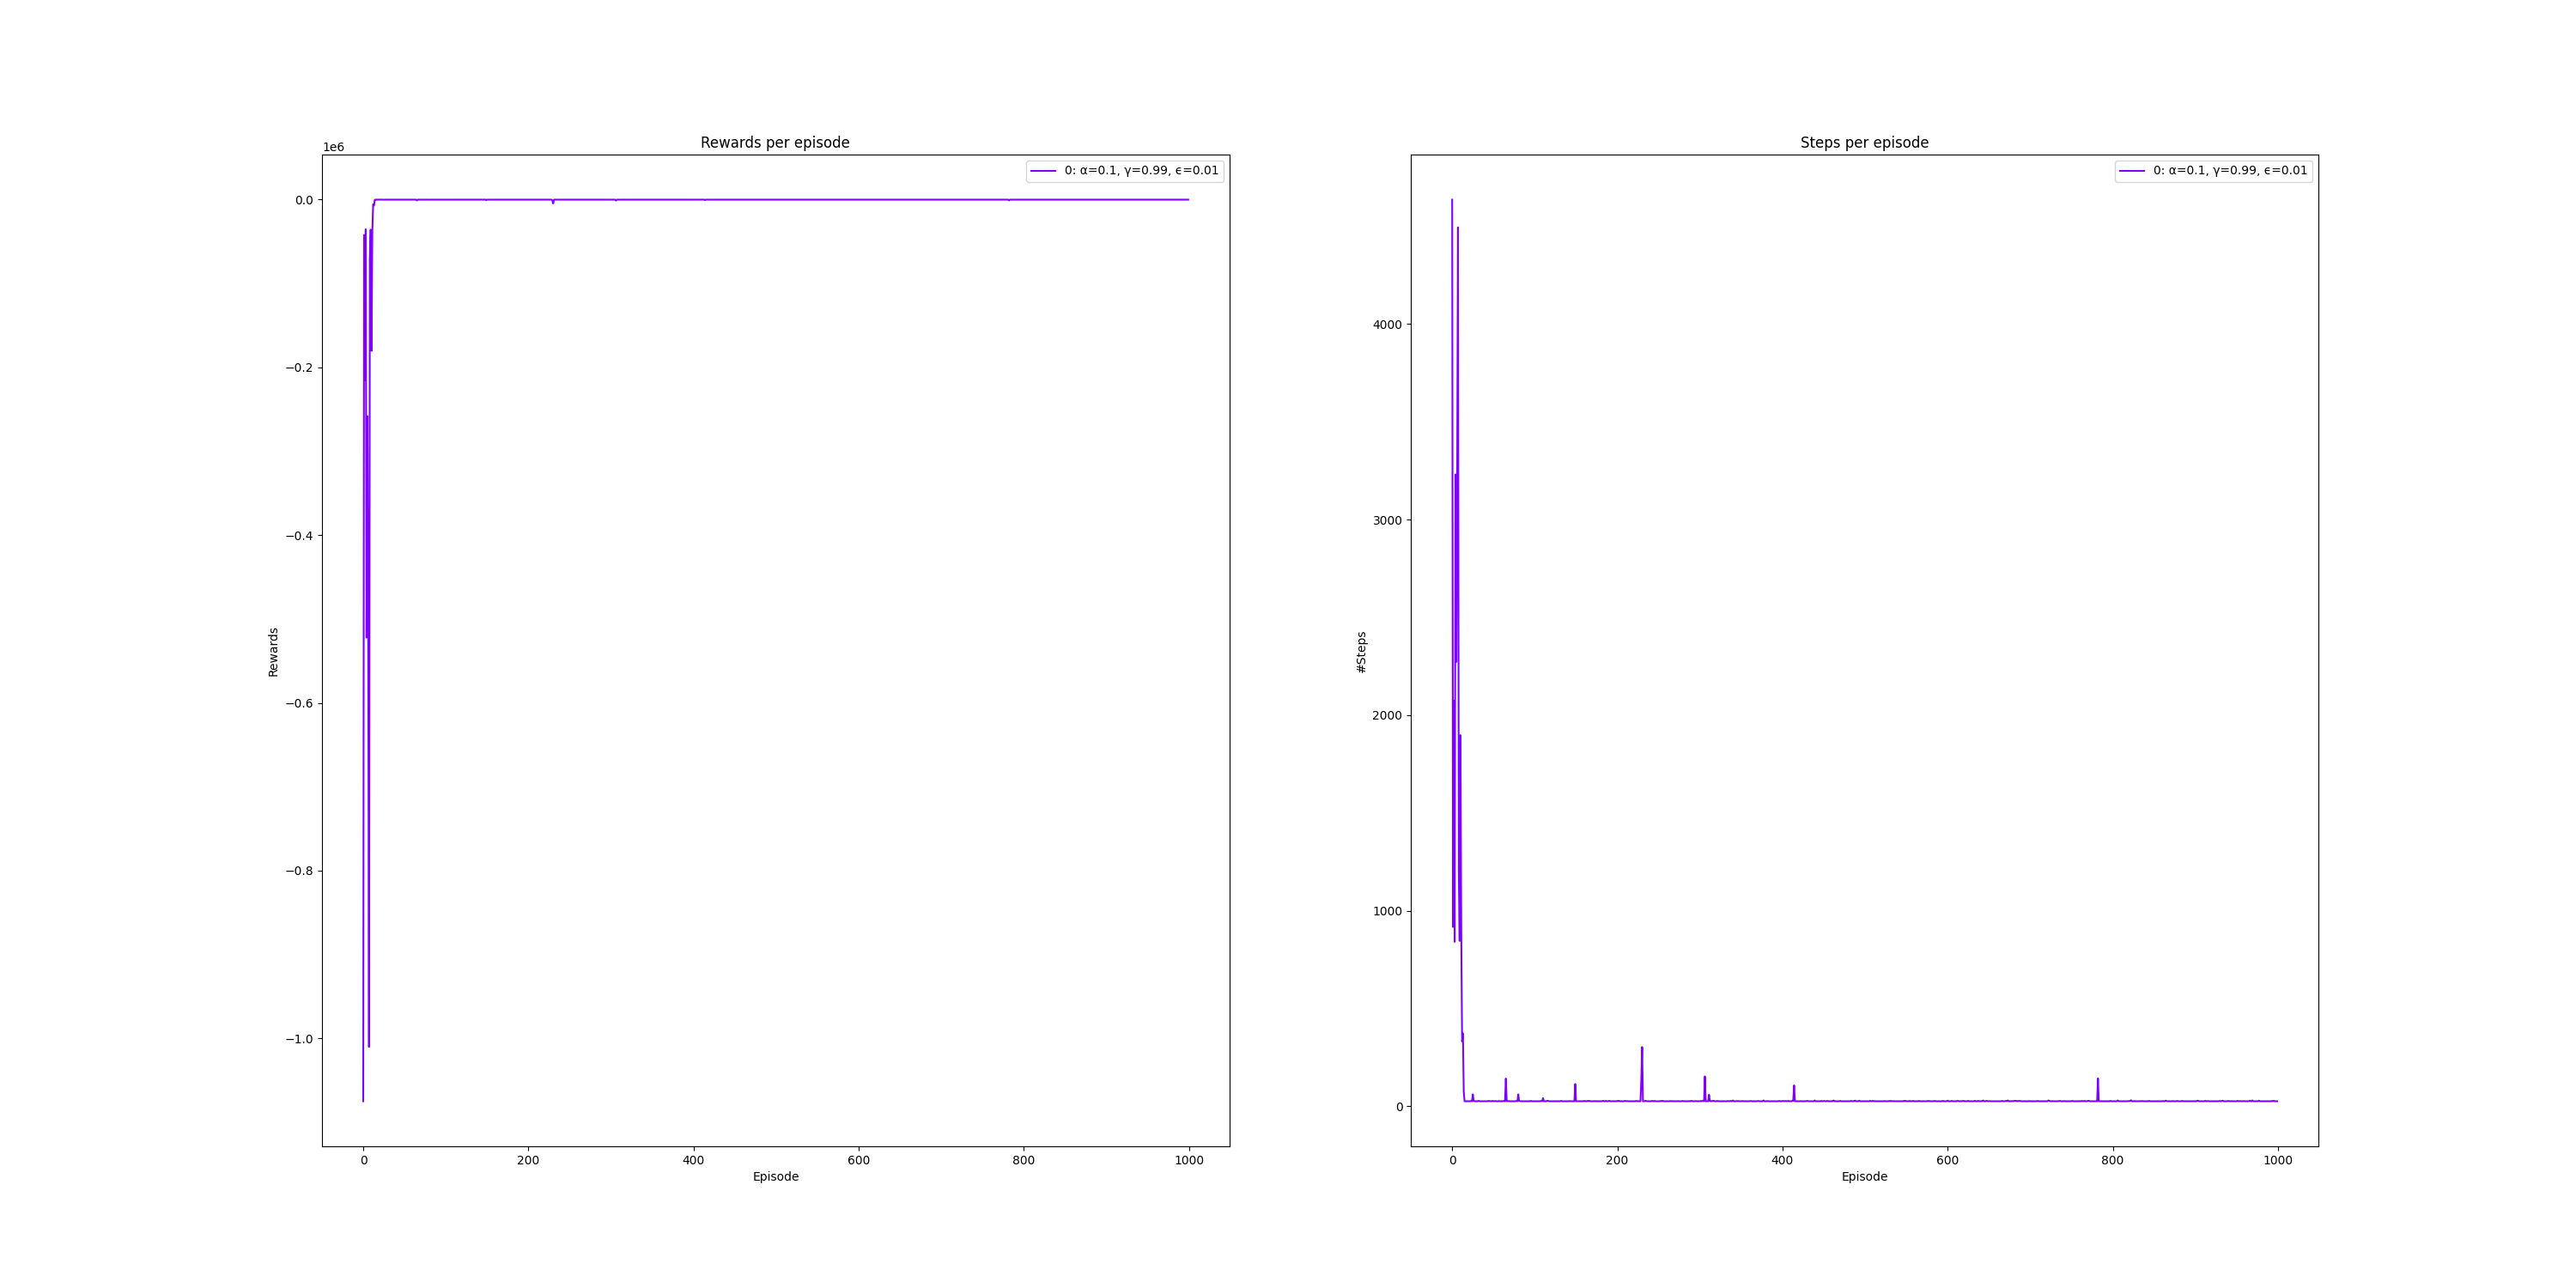 Rewards per episode
1e6
0: α=0.1, γ=0.99, ϵ=0.01
0.0
−0.2
−0.4
−0.6
−0.8
−1.0
Rewards
0 200 400 600 800 1000
Episode
Steps per episode
0: α=0.1, γ=0.99, ϵ=0.01
4000
3000
2000
1000
0
#Steps
0 200 400 600 800 1000
Episode